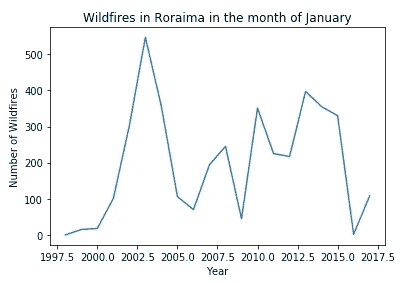 Wildfires in Roraima in the month of January
Number of Wildfires
500
400
300
200
100
0
1997.5 2000.0 2002.5 2005.0 2007.5 2010.0 2012.5 2015.0 2017.5
Year